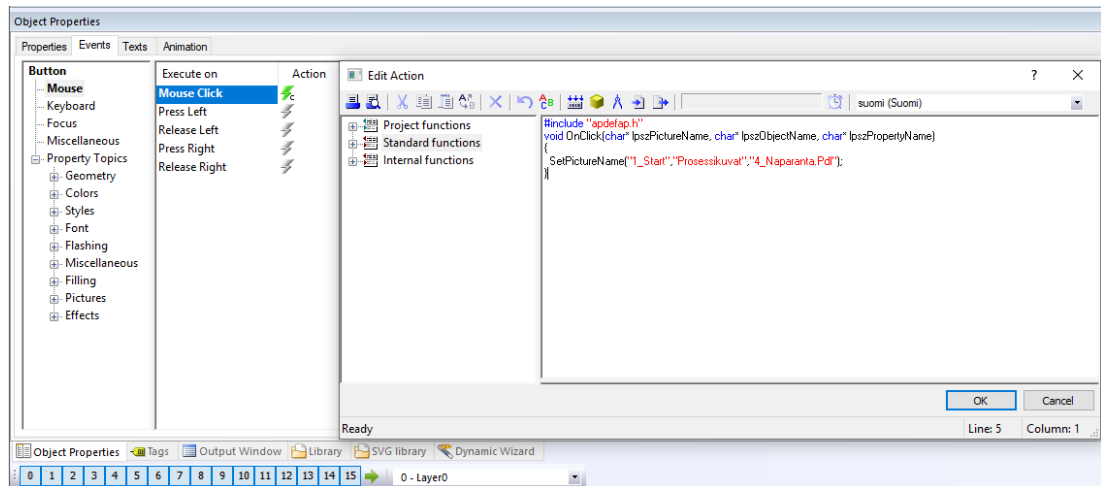 Object Properties
Properties Events Texts Animation
Button
Mouse
Keyboard
Focus
Miscellaneous
Property Topics
Geometry
Colors
Styles
Font
Flashing
Miscellaneous
Filling
Pictures
Effects
Execute on Action
Mouse Click
Press Left
Release Left
Press Right
Release Right
Edit Action ? X
suomi (Suomi)
Project functions
Standard functions
Internal functions
#include "apdefap.h"
void OnClick(char* lpszPictureName, char* lpszObjectName, char* lpszPropertyName)
{
SetPictureName("1_Start","Prosessikuvat","4_Naparanta.Pdl");
}
OK Cancel
Ready Line: 5 Column: 1
Object Properties Tags Output Window Library SVG library Dynamic Wizard
0 1 2 3 4 5 6 7 8 9 10 11 12 13 14 15 0 - Layer0